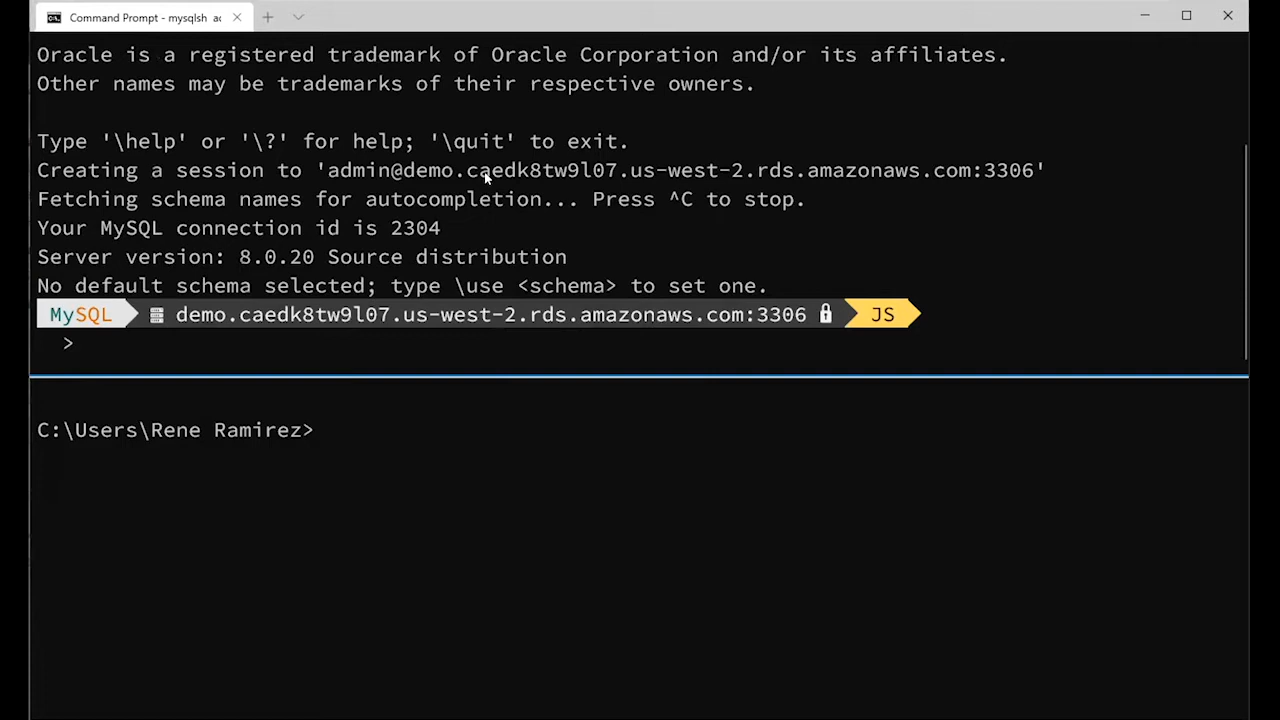 Command Prompt - mysqlsh
Oracle is a registered trademark of Oracle Corporation and/or its affiliates.
Other names may be trademarks of their respective owners.
Type '\help' or '\?' for help; '\quit' to exit.
Creating a session to 'admin@demo.caedk8tw9l07.us-west-2.rds.amazonaws.com:3306'
Fetching schema names for autocompletion... Press ^C to stop.
Your MySQL connection id is 2304
Server version: 8.0.20 Source distribution
No default schema selected; type \use <schema> to set one.
MySQL demo.caedk8tw9l07.us-west-2.rds.amazonaws.com:3306 JS
>
C:\Users\Rene Ramirez>